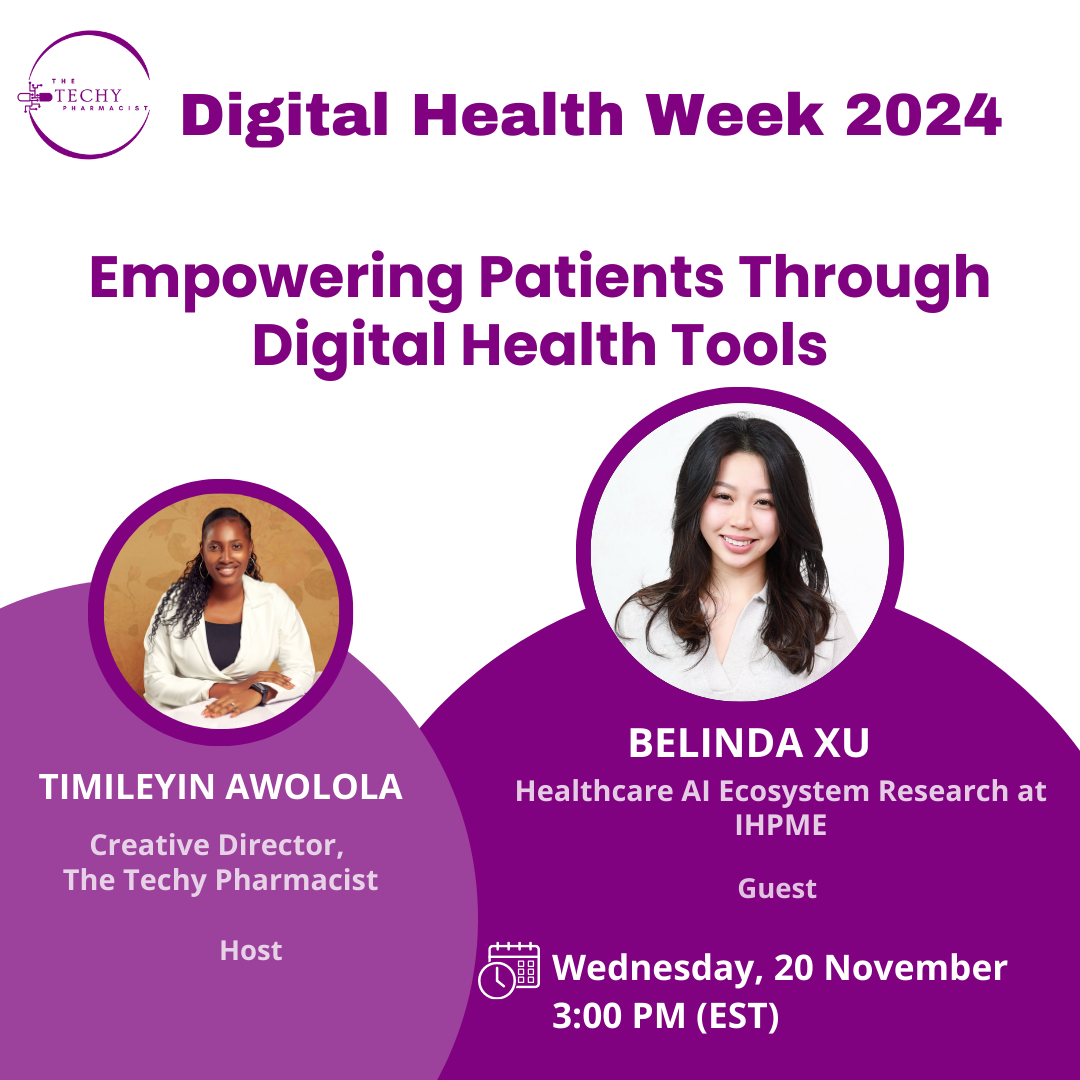 THE
TECHY
PHARMACIST
Digital Health Week 2024
Empowering Patients Through
Digital Health Tools
TIMILEYIN AWOLOLA
Creative Director,
The Techy Pharmacist
Host
BELINDA XU
Healthcare AI Ecosystem Research at
IHPME
Guest
Wednesday, 20 November
3:00 PM (EST)